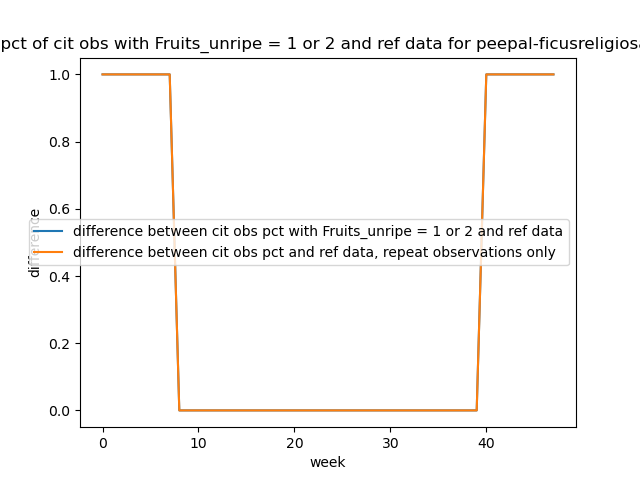 pct of cit obs with Fruits_unripe = 1 or 2 and ref data for peepal-ficusreligiosa
1.0
0.8
0.6
0.4
0.2
0.0
difference
difference between cit obs pct with Fruits_unripe = 1 or 2 and ref data
difference between cit obs pct and ref data, repeat observations only
0 10 20 30 40
week